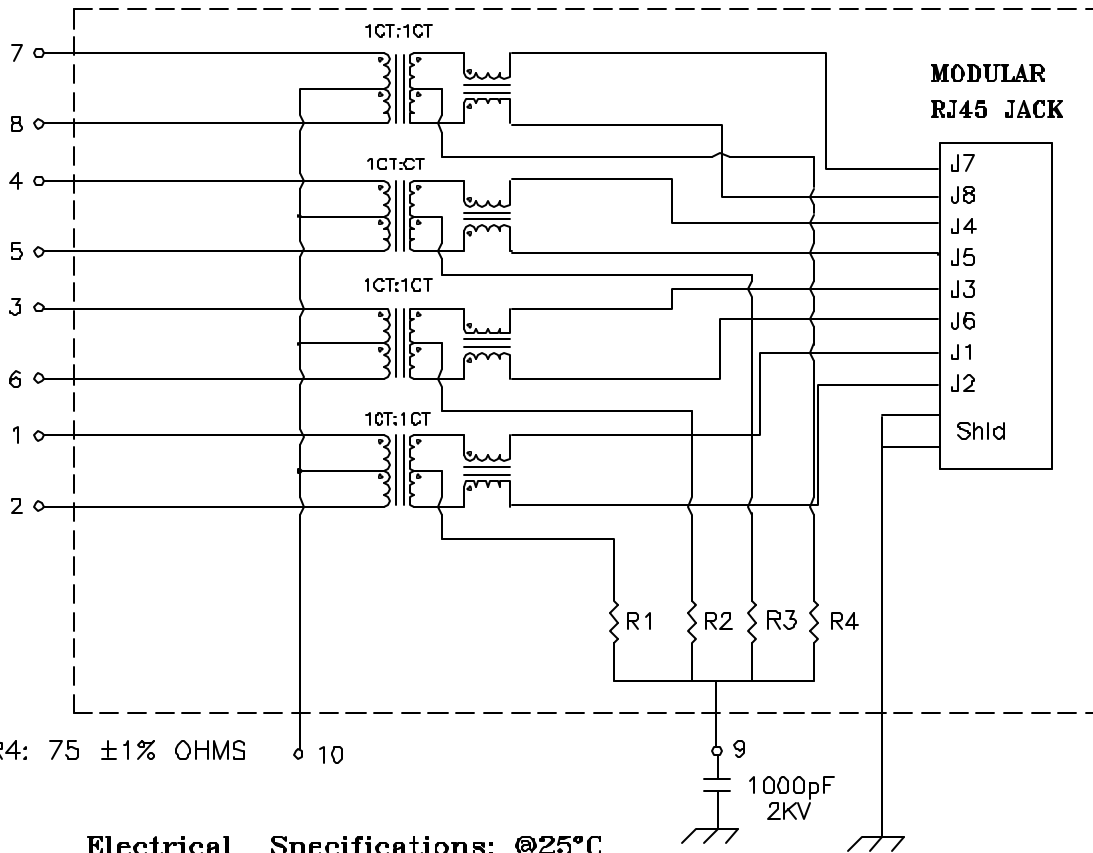 1CT:1CT
7
MODULAR
RJ45 JACK
8
J7
1CT:CT
4
J8
J4
5
J5
1CT:1CT
J3
3
J6
J1
6
J2
1CT:1CT
1
Shld
2
R1 R2 R3 R4
R4: 75 ±1% OHMS
10
9
1000pF
2KV
Electrical Specifications: @25°C